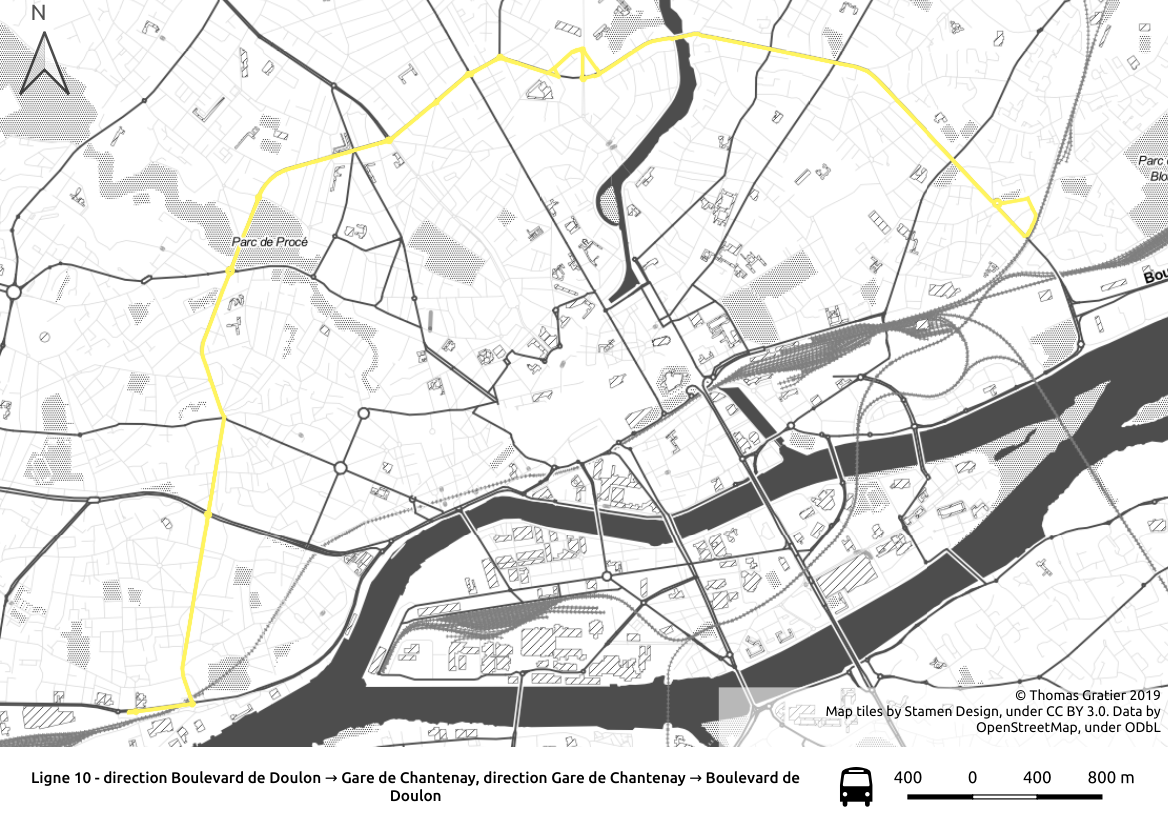 N
Parc de Procé
Parc
Blo
Bou
© Thomas Gratier 2019
Map tiles by Stamen Design, under CC BY 3.0. Data by
OpenStreetMap, under ODbL
Ligne 10 - direction Boulevard de Doulon → Gare de Chantenay, direction Gare de Chantenay → Boulevard de
Doulon
400 0 400 800 m